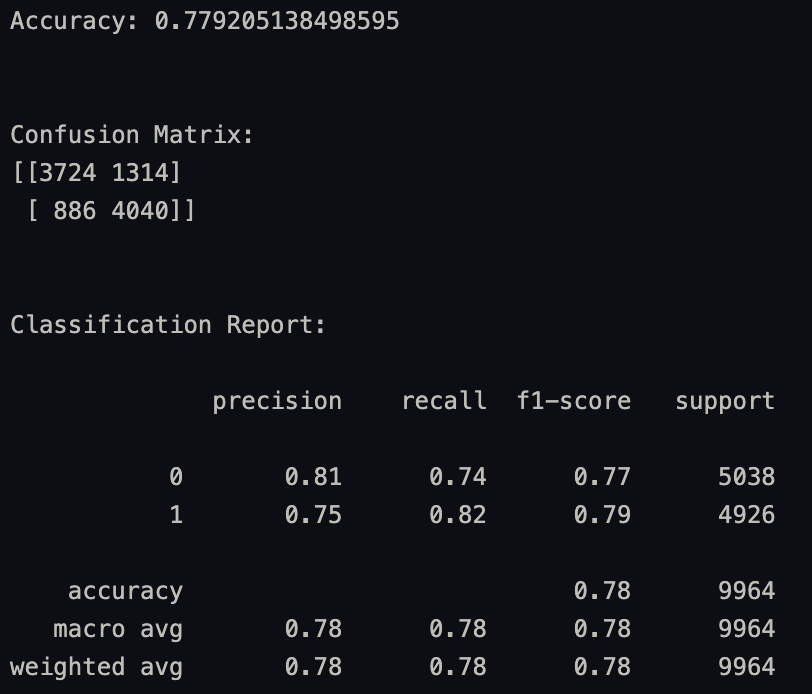 Accuracy: 0.779205138498595
Confusion Matrix:
[[3724 1314]
 [ 886 4040]]
Classification Report:
              precision    recall  f1-score   support
           0       0.81      0.74      0.77      5038
           1       0.75      0.82      0.79      4926
    accuracy                           0.78      9964
   macro avg       0.78      0.78      0.78      9964
weighted avg       0.78      0.78      0.78      9964